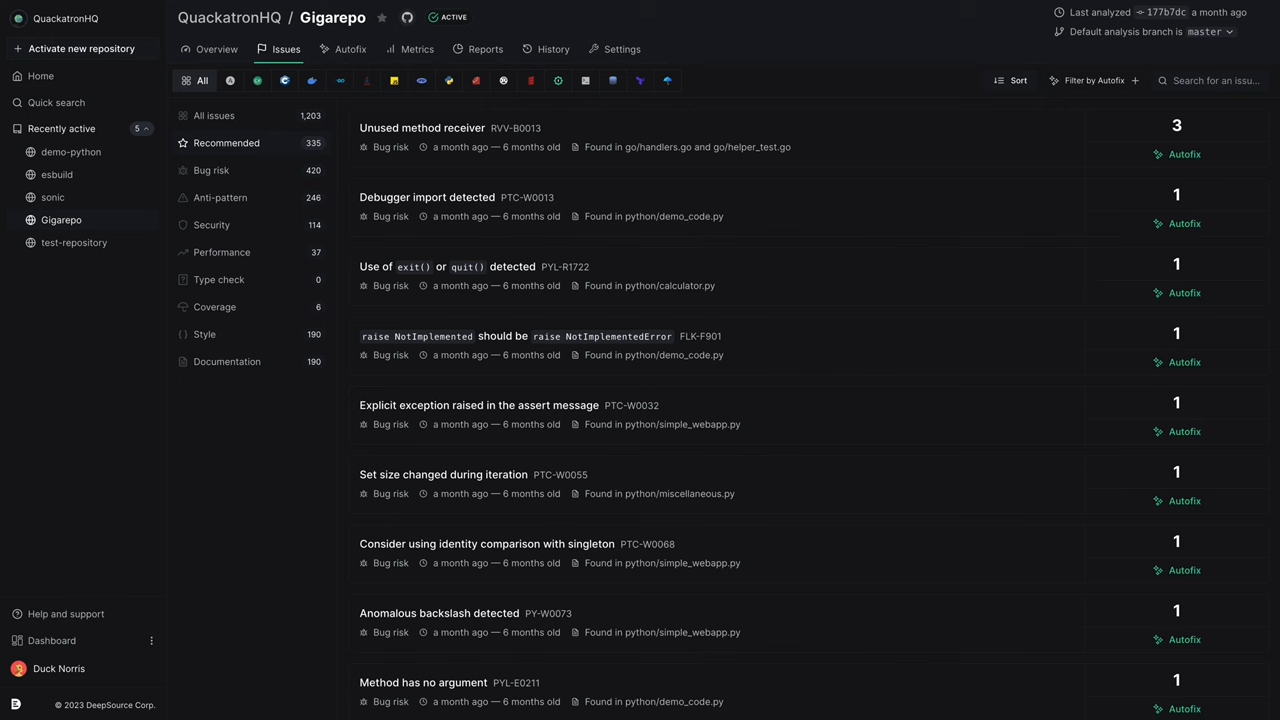 QuackatronHQ
Activate new repository
Home
Quick search
Recently active 5
demo-python
esbuild
sonic
Gigarepo
test-repository
Help and support
Dashboard
Duck Norris
© 2023 DeepSource Corp.
QuackatronHQ / Gigarepo ACTIVE
Last analyzed 177b7dc a month ago
Default analysis branch is master
Overview Issues Autofix Metrics Reports History Settings
All
Sort Filter by Autofix + Search for an issu...
All issues 1,203
Recommended 335
Bug risk 420
Anti-pattern 246
Security 114
Performance 37
Type check 0
Coverage 6
Style 190
Documentation 190
Unused method receiver RVV-B0013
Bug risk a month ago — 6 months old Found in go/handlers.go and go/helper_test.go
3
Autofix
Debugger import detected PTC-W0013
Bug risk a month ago — 6 months old Found in python/demo_code.py
1
Autofix
Use of exit() or quit() detected PYL-R1722
Bug risk a month ago — 6 months old Found in python/calculator.py
1
Autofix
raise NotImplemented should be raise NotImplementedError FLK-F901
Bug risk a month ago — 6 months old Found in python/demo_code.py
1
Autofix
Explicit exception raised in the assert message PTC-W0032
Bug risk a month ago — 6 months old Found in python/simple_webapp.py
1
Autofix
Set size changed during iteration PTC-W0055
Bug risk a month ago — 6 months old Found in python/miscellaneous.py
1
Autofix
Consider using identity comparison with singleton PTC-W0068
Bug risk a month ago — 6 months old Found in python/simple_webapp.py
1
Autofix
Anomalous backslash detected PY-W0073
Bug risk a month ago — 6 months old Found in python/simple_webapp.py
1
Autofix
Method has no argument PYL-E0211
Bug risk a month ago — 6 months old Found in python/demo_code.py
1
Autofix